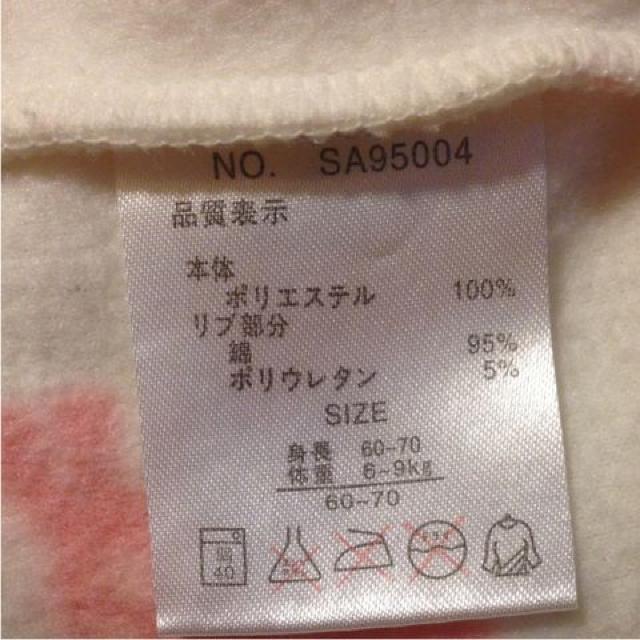 NO. SA95004
品質表示
本体
ポリエステル 100%
リブ部分
綿 95%
ポリウレタン 5%
SIZE
身長 60-70
体重 6-9kg
60-70
弱
40